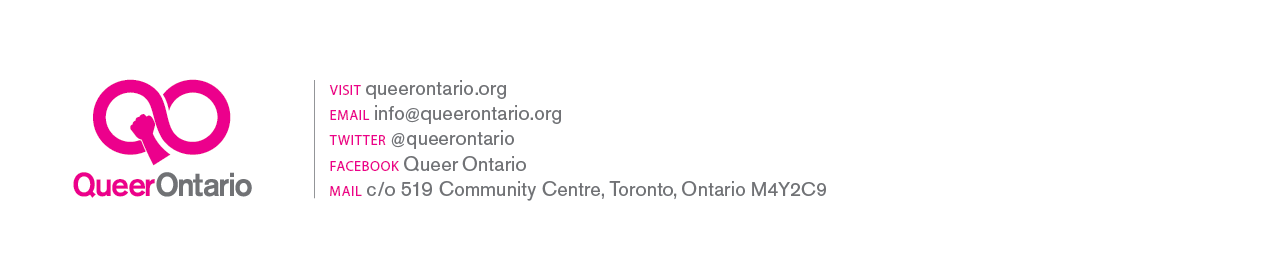 QueerOntario
VISIT queerontario.org
EMAIL info@queerontario.org
TWITTER @queerontario
FACEBOOK Queer Ontario
MAIL c/o 519 Community Centre, Toronto, Ontario M4Y2C9